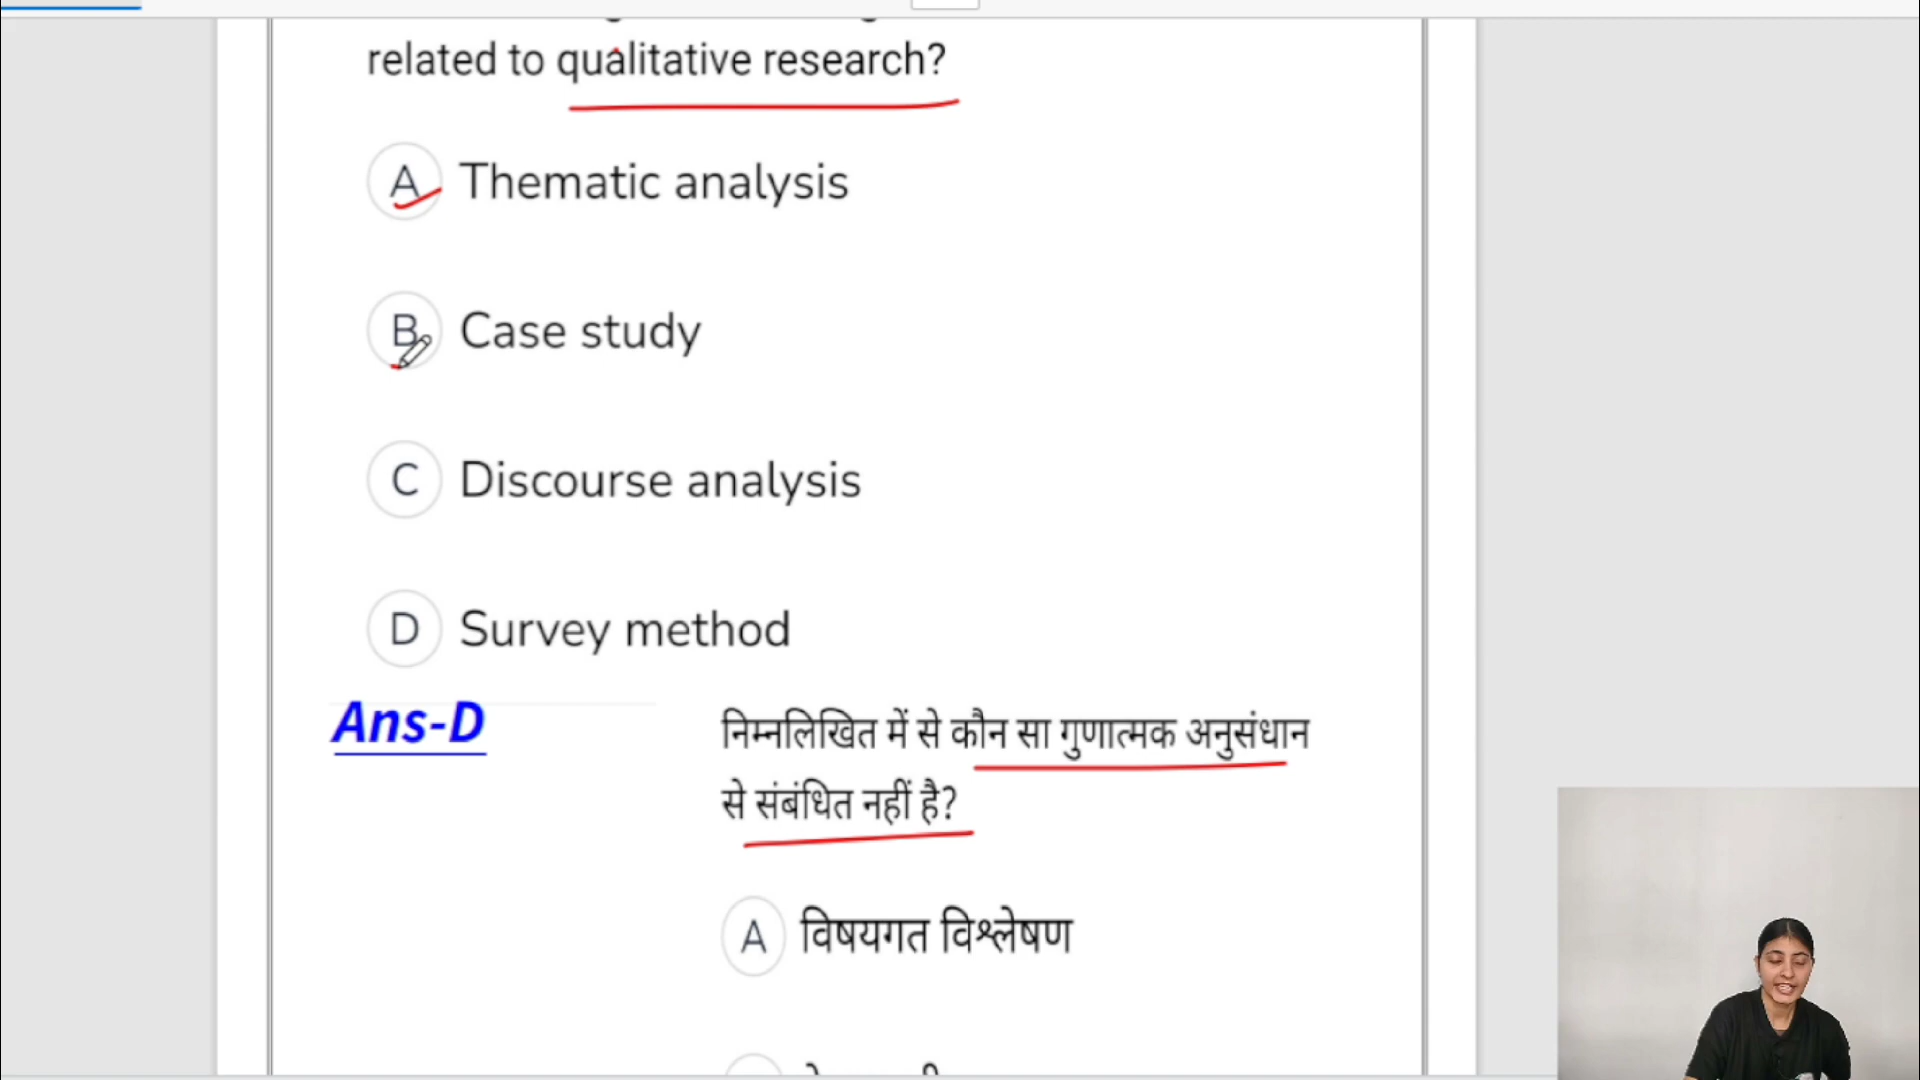 related to qualitative research?
A Thematic analysis
B Case study
C Discourse analysis
D Survey method
Ans-D
निम्नलिखित में से कौन सा गुणात्मक अनुसंधान
से संबंधित नहीं है?
A विषयगत विश्लेषण